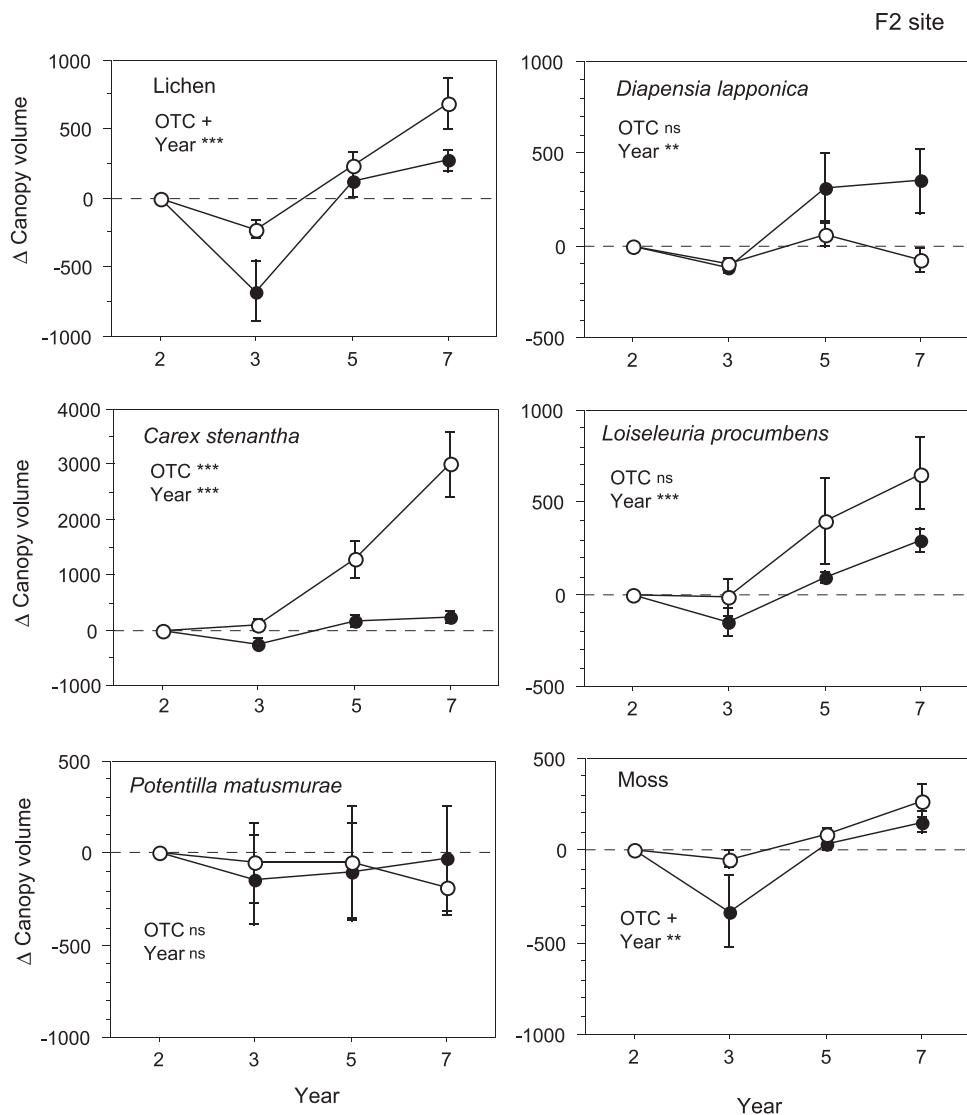 F2 site
1000
500
0
-500
-1000
Δ Canopy volume
Lichen
OTC +
Year ***
2 3 5 7
1000
500
0
-500
Diapensia lapponica
OTC ns
Year **
2 3 5 7
4000
3000
2000
1000
0
-1000
Δ Canopy volume
Carex stenantha
OTC ***
Year ***
2 3 5 7
1000
500
0
-500
Loiseleuria procumbens
OTC ns
Year ***
2 3 5 7
500
0
-500
-1000
Δ Canopy volume
Potentilla matusmurae
OTC ns
Year ns
2 3 5 7
Year
500
0
-500
-1000
Moss
OTC +
Year **
2 3 5 7
Year